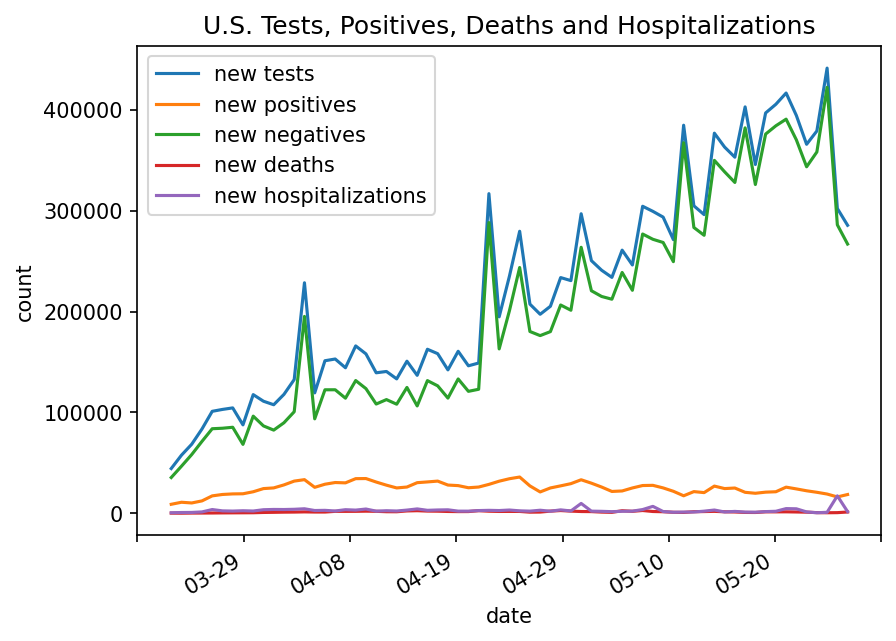 U.S. Tests, Positives, Deaths and Hospitalizations
new tests
new positives
new negatives
new deaths
new hospitalizations
400000
300000
200000
100000
0
count
03-29
04-08
04-19
04-29
05-10
05-20
date